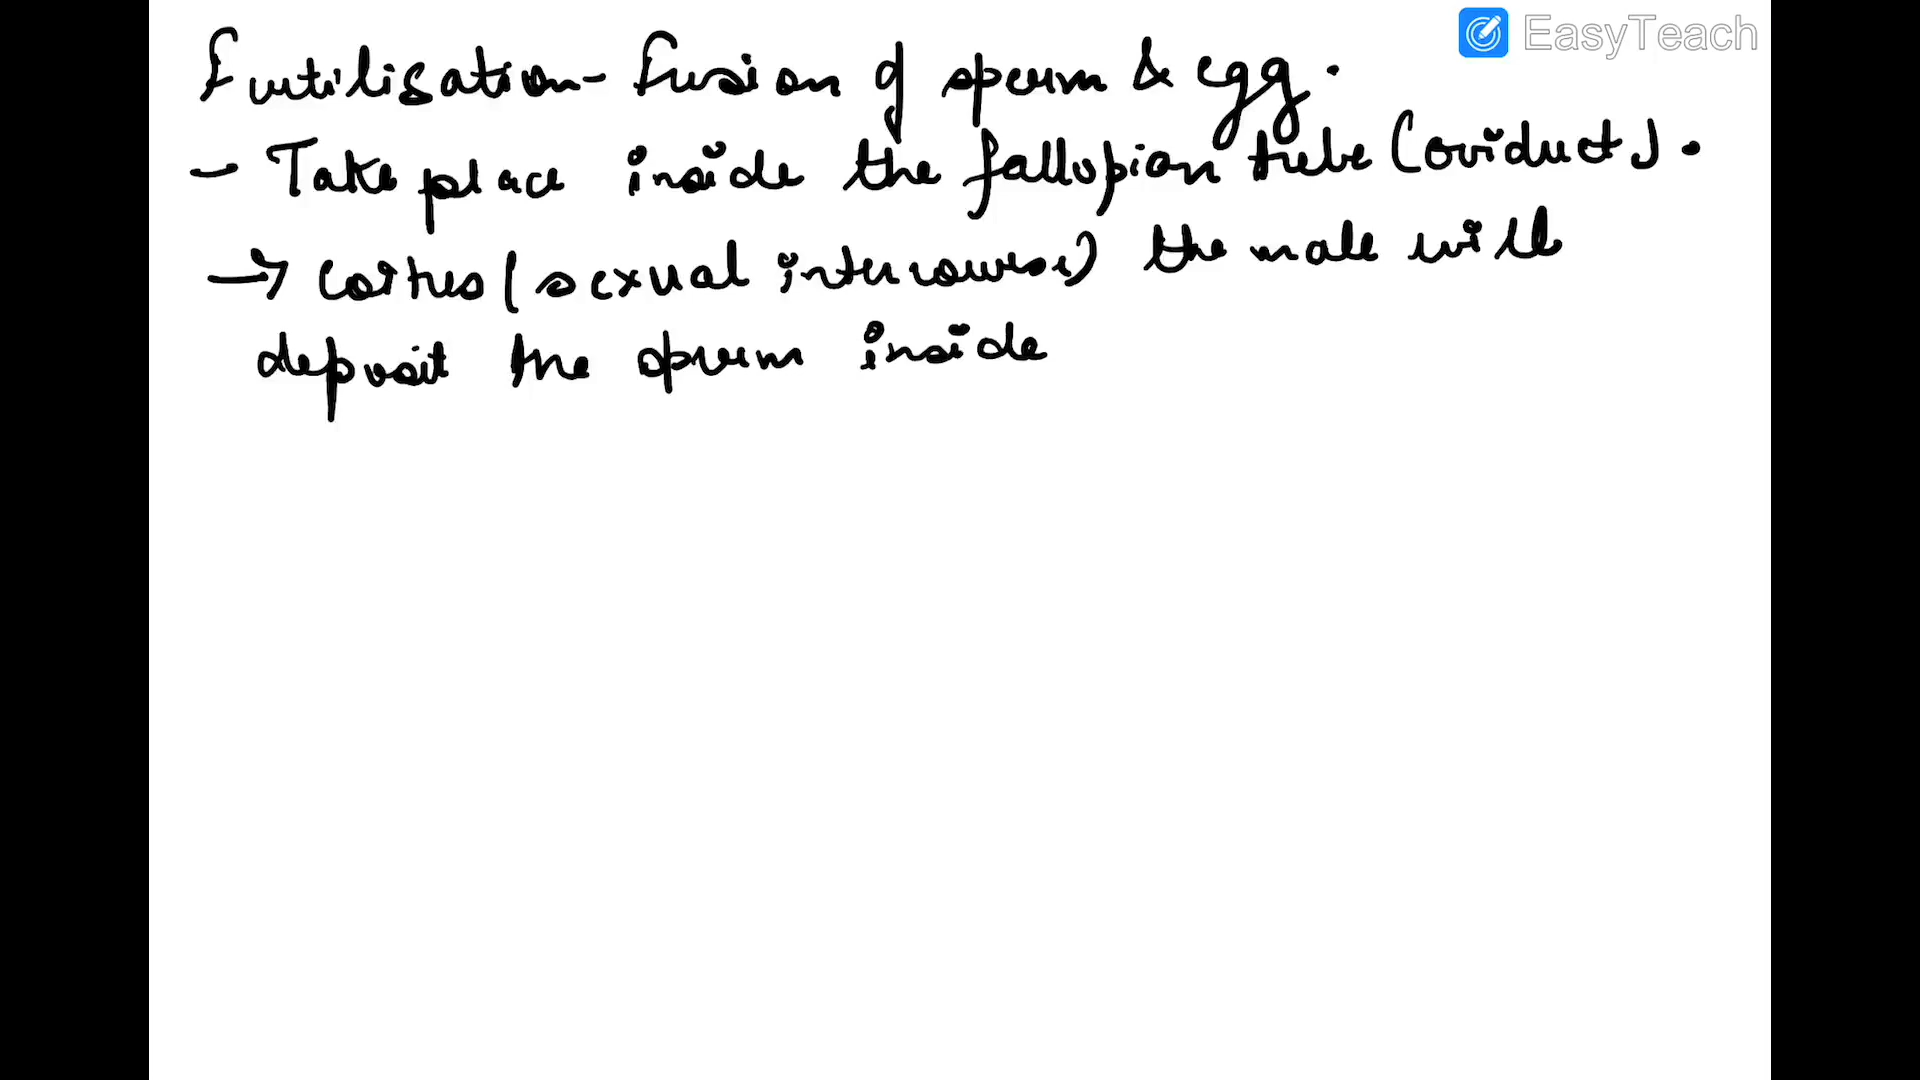 EasyTeach
Fertilisation - Fusion of sperm & egg.
- Take place inside the fallopian tube (oviduct).
→ Coitus (sexual intercourse) the male will
deposit the sperm inside